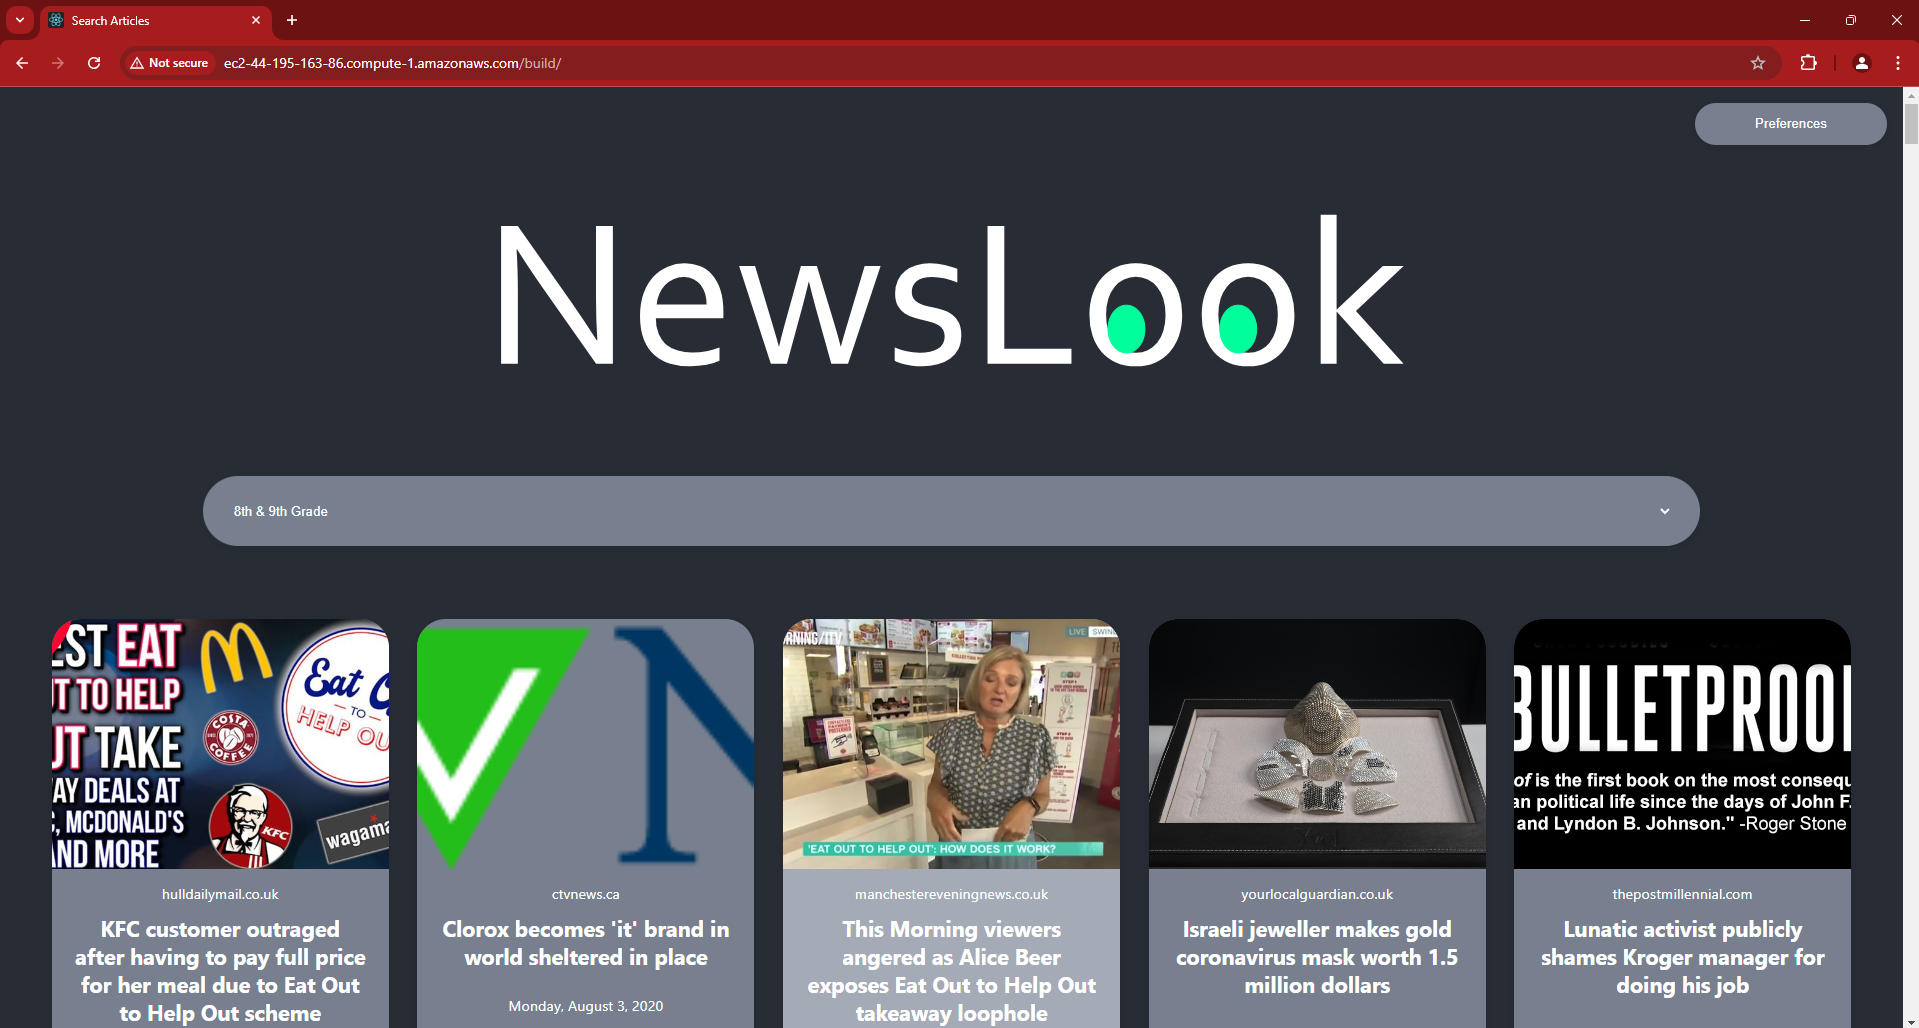 Search Articles
Not secure
ec2-44-195-163-86.compute-1.amazonaws.com/build/
Preferences
NewsLook
8th & 9th Grade
EST EAT
UT TO HELP
UT TAKE
AY DEALS AT
, MCDONALD'S
AND MORE
Eat
TO
HELP OU
COSTA
COFFEE
KFC
wagama
hulldailymail.co.uk
KFC customer outraged
after having to pay full price
for her meal due to Eat Out
to Help Out scheme
N
ctvnews.ca
Clorox becomes 'it' brand in
world sheltered in place
Monday, August 3, 2020
RNING/ITV
LIVE SWIN
'EAT OUT TO HELP OUT': HOW DOES IT WORK?
manchestereveningnews.co.uk
This Morning viewers
angered as Alice Beer
exposes Eat Out to Help Out
takeaway loophole
yourlocalguardian.co.uk
Israeli jeweller makes gold
coronavirus mask worth 1.5
million dollars
BULLETPROO
of is the first book on the most consequ
an political life since the days of John F.
and Lyndon B. Johnson." -Roger Stone
thepostmillennial.com
Lunatic activist publicly
shames Kroger manager for
doing his job